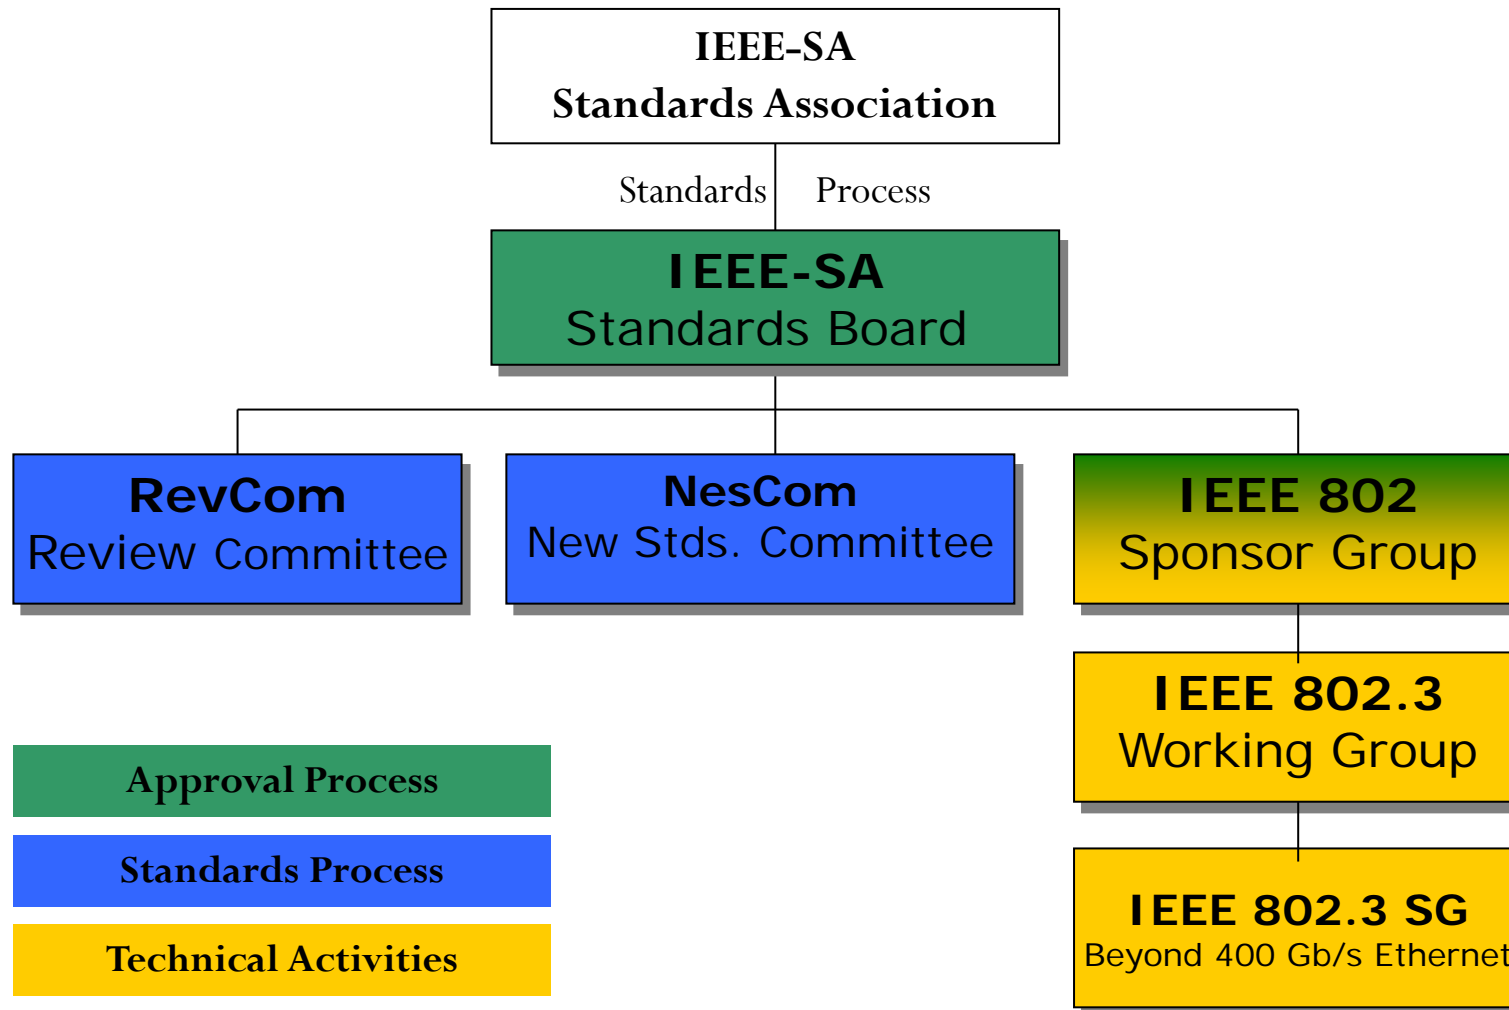 IEEE-SA
Standards Association
Standards Process
IEEE-SA
Standards Board
RevCom
Review Committee
NesCom
New Stds. Committee
IEEE 802
Sponsor Group
IEEE 802.3
Working Group
Approval Process
Standards Process
Technical Activities
IEEE 802.3 SG
Beyond 400 Gb/s Ethernet